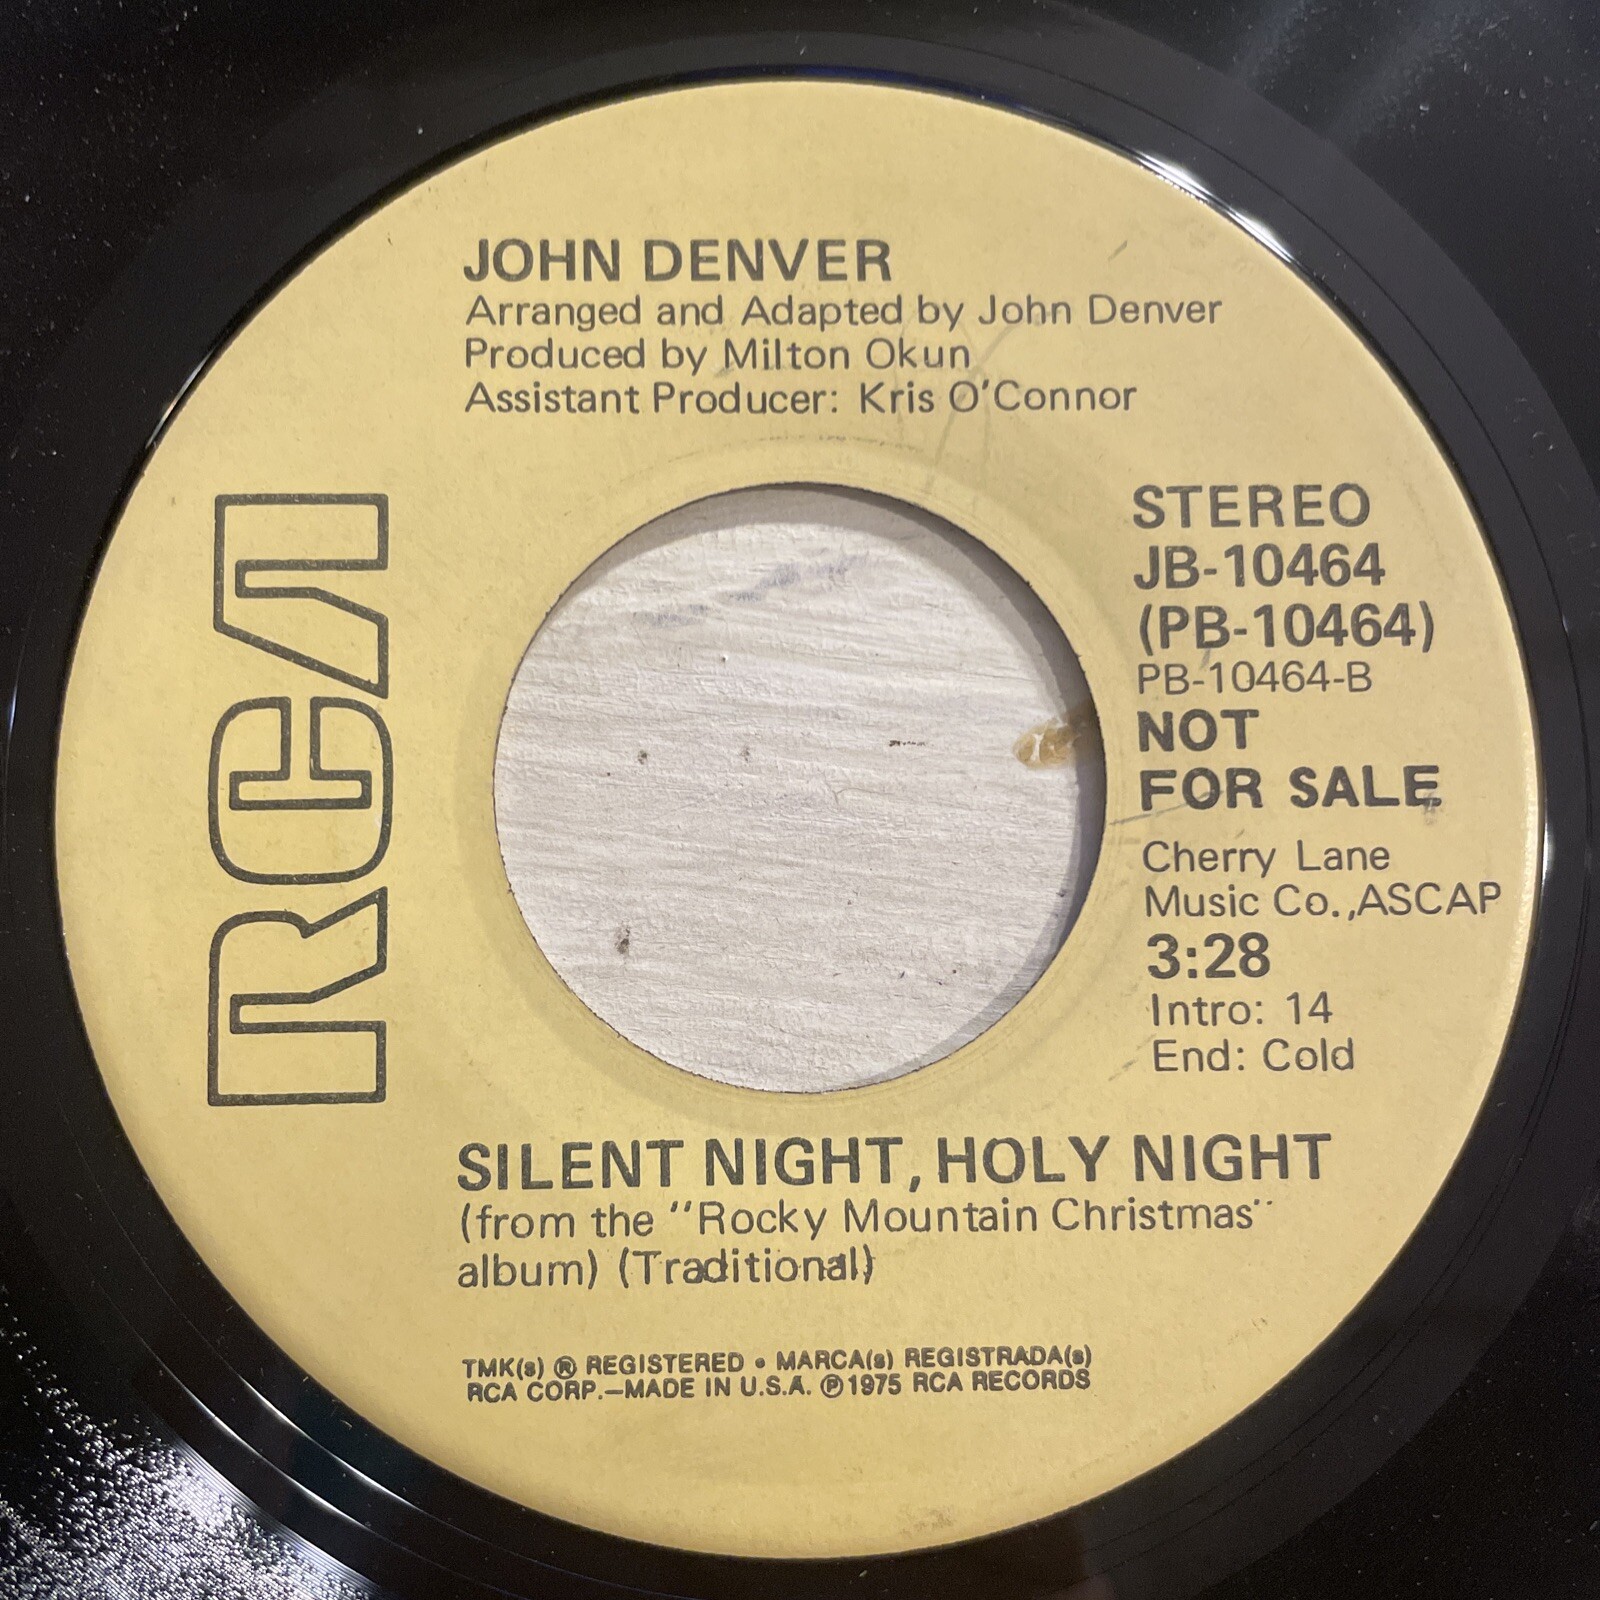 JOHN DENVER
Arranged and Adapted by John Denver
Produced by Milton Okun
Assistant Producer: Kris O'Connor
RCA
STEREO
JB-10464
(PB-10464)
PB-10464-B
NOT
FOR SALE
Cherry Lane
Music Co.,ASCAP
3:28
Intro: 14
End: Cold
SILENT NIGHT, HOLY NIGHT
(from the "Rocky Mountain Christmas"
album) (Traditional)
TMK(s) ® REGISTERED • MARCA(s) REGISTRADA(s)
RCA CORP.—MADE IN U.S.A. ℗1975 RCA RECORDS